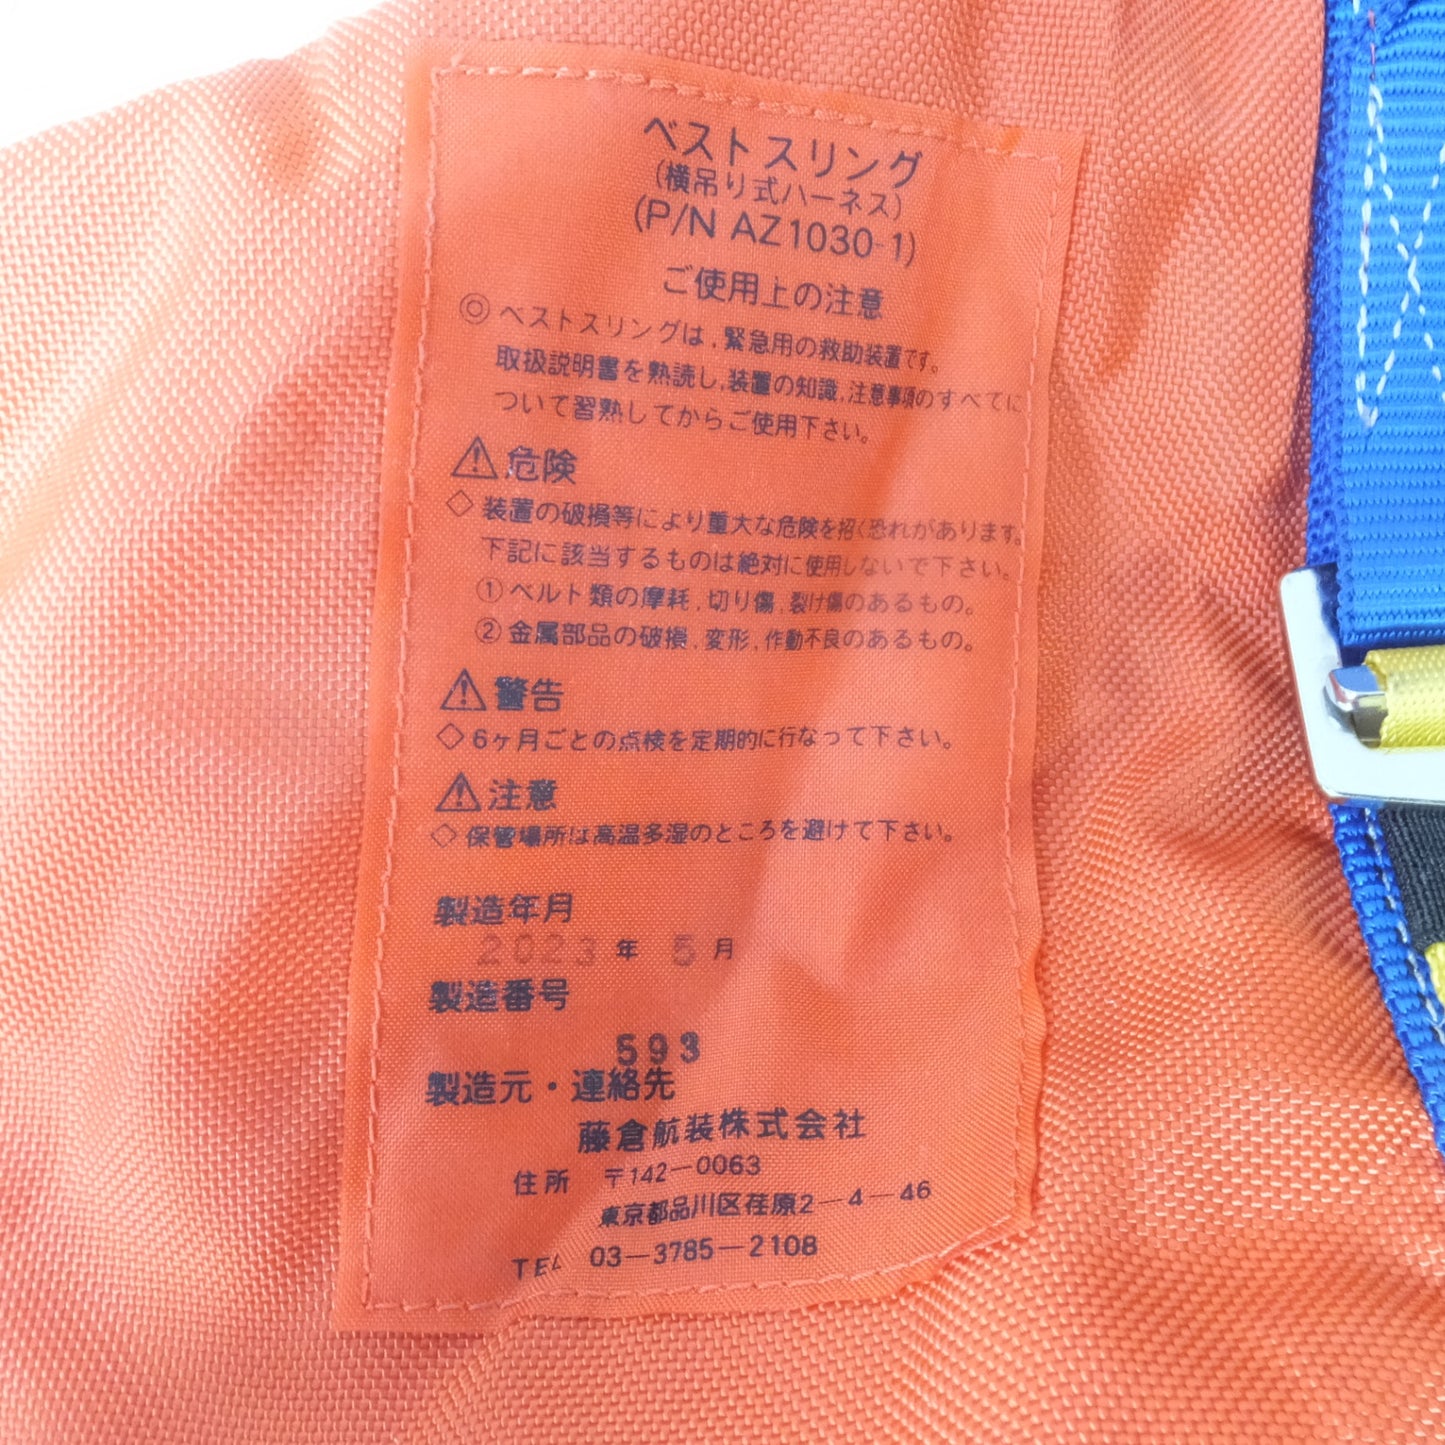 ベストスリング
(横吊り式ハーネス)
(P/N AZ1030-1)
ご使用上の注意
◎ ベストスリングは，緊急用の救助装置です。
取扱説明書を熟読し，装置の知識，注意事項のすべてに
ついて習熟してからご使用下さい。
⚠危険
◇ 装置の破損等により重大な危険を招く恐れがあります。
下記に該当するものは絶対に使用しないで下さい。
① ベルト類の摩耗，切り傷，裂け傷のあるもの。
② 金属部品の破損，変形，作動不良のあるもの。
⚠警告
◇ 6ヶ月ごとの点検を定期的に行なって下さい。
⚠注意
◇ 保管場所は高温多湿のところを避けて下さい。
製造年月
2023 年 5 月
製造番号
593
製造元・連絡先
藤倉航装株式会社
住所 〒142-0063
東京都品川区荏原2-4-46
TEL 03-3785-2108